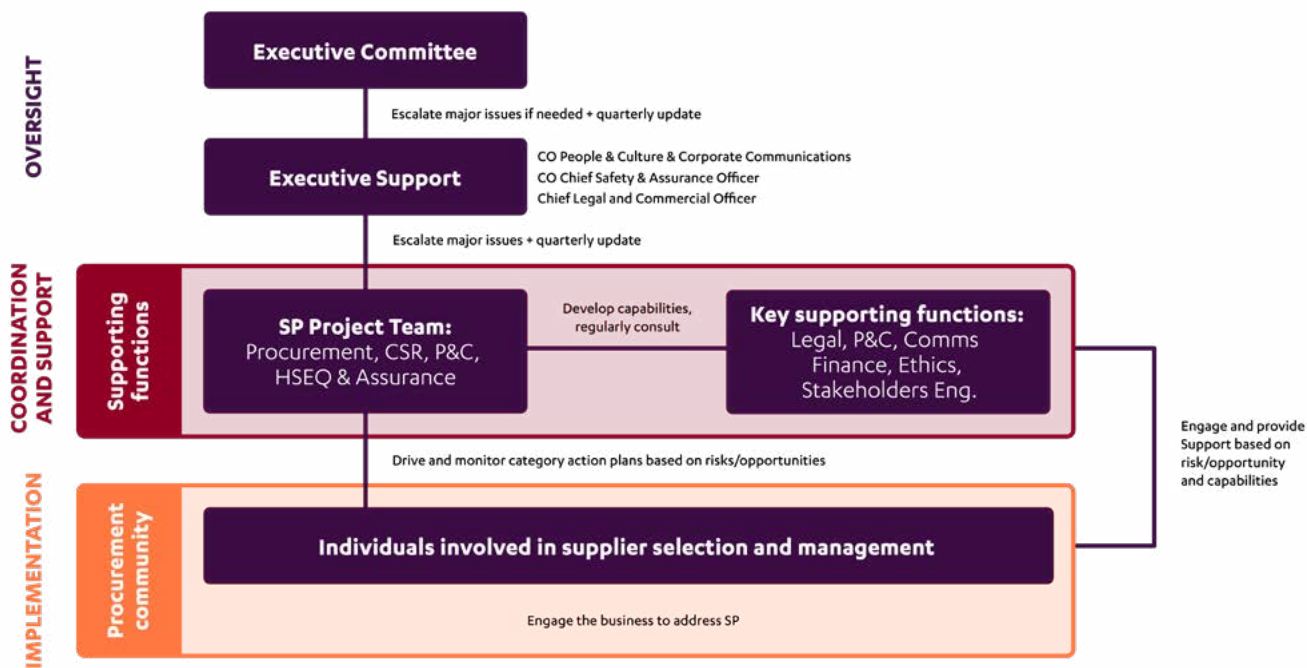 OVERSIGHT
Executive Committee
Escalate major issues if needed + quarterly update
Executive Support
CO People & Culture & Corporate Communications
CO Chief Safety & Assurance Officer
Chief Legal and Commercial Officer
Escalate major issues + quarterly update
COORDINATION
AND SUPPORT
Supporting
functions
SP Project Team:
Procurement, CSR, P&C,
HSEQ & Assurance
Develop capabilities,
regularly consult
Key supporting functions:
Legal, P&C, Comms
Finance, Ethics,
Stakeholders Eng.
Engage and provide
Support based on
risk/opportunity
and capabilities
Drive and monitor category action plans based on risks/opportunities
IMPLEMENTATION
Procurement
community
Individuals involved in supplier selection and management
Engage the business to address SP